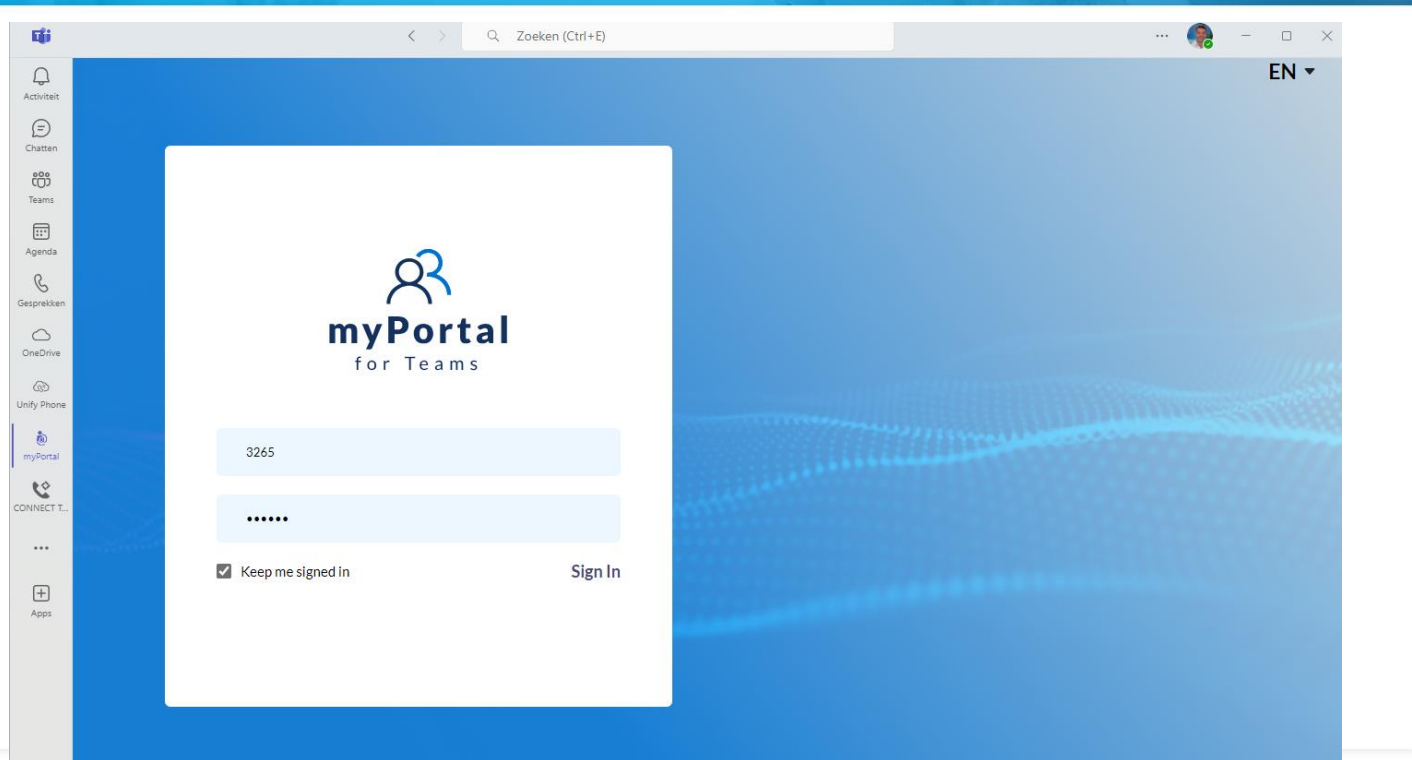 Zoeken (Ctrl+E)
EN
Activiteit
Chatten
Teams
Agenda
Gesprekken
OneDrive
Unify Phone
myPortal
CONNECT T...
Apps
myPortal
for Teams
3265
••••••
Keep me signed in
Sign In